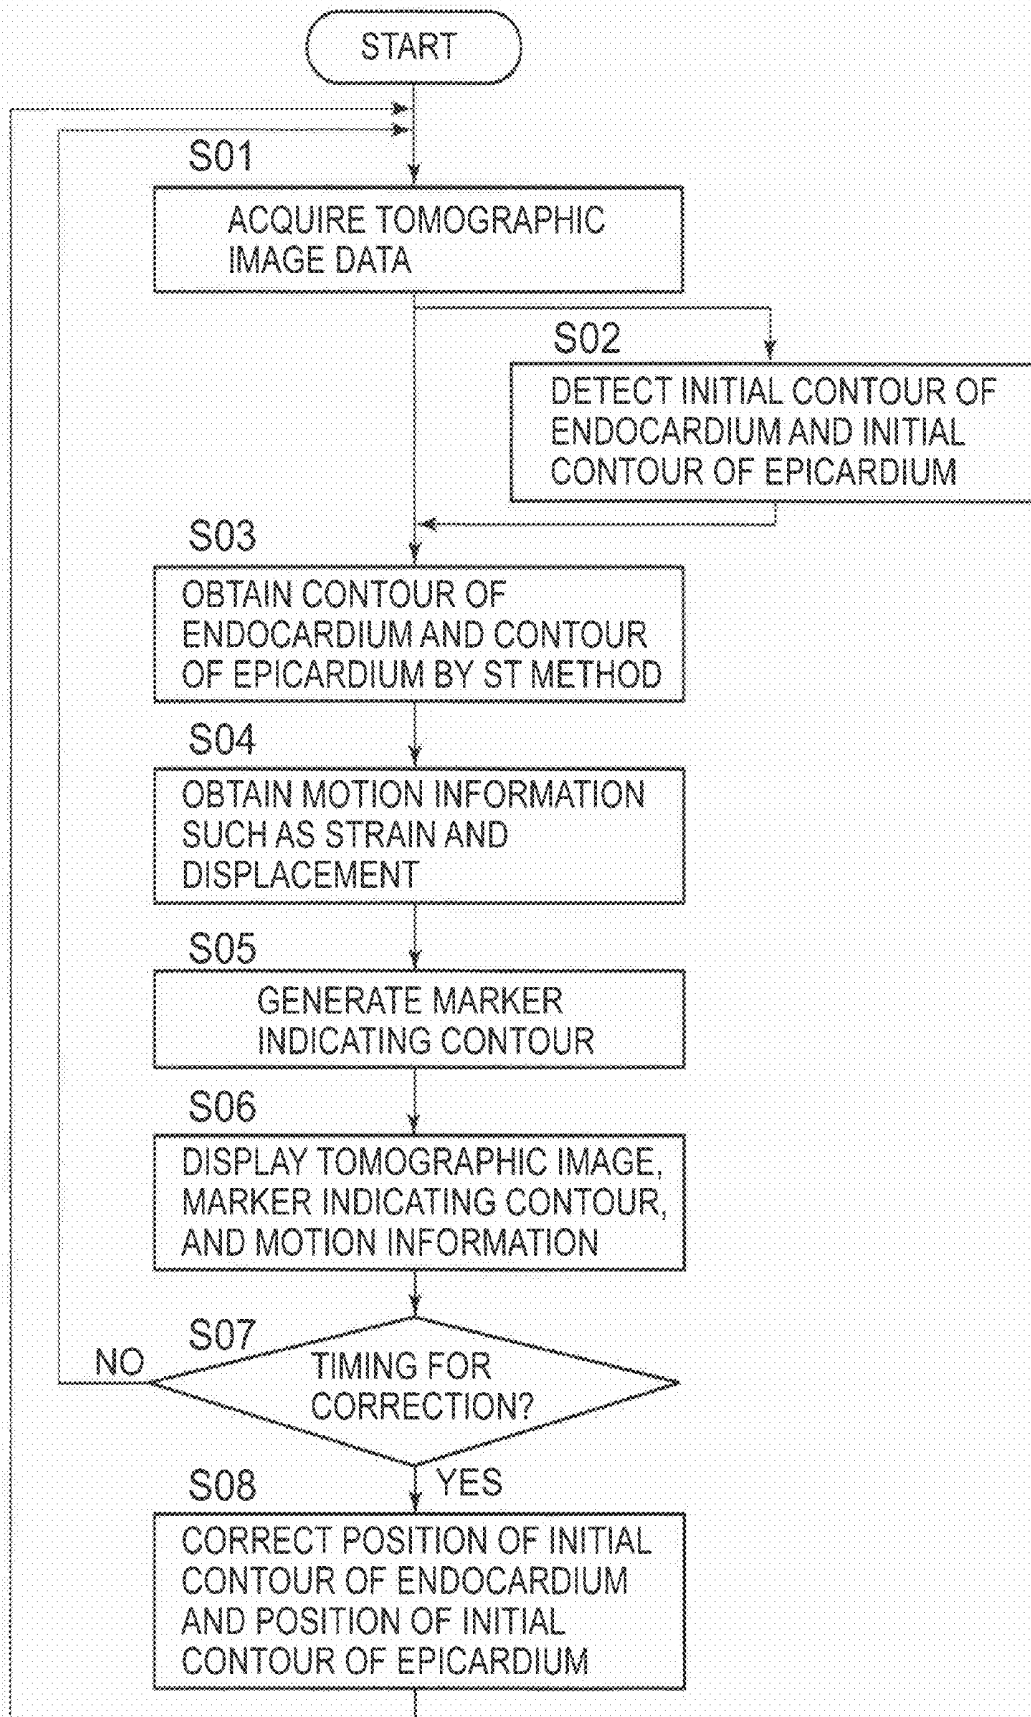 START
S01
ACQUIRE TOMOGRAPHIC
IMAGE DATA
S02
DETECT INITIAL CONTOUR OF
ENDOCARDIUM AND INITIAL
CONTOUR OF EPICARDIUM
S03
OBTAIN CONTOUR OF
ENDOCARDIUM AND CONTOUR
OF EPICARDIUM BY ST METHOD
S04
OBTAIN MOTION INFORMATION
SUCH AS STRAIN AND
DISPLACEMENT
S05
GENERATE MARKER
INDICATING CONTOUR
S06
DISPLAY TOMOGRAPHIC IMAGE,
MARKER INDICATING CONTOUR,
AND MOTION INFORMATION
S07
NO
TIMING FOR
CORRECTION?
YES
S08
CORRECT POSITION OF INITIAL
CONTOUR OF ENDOCARDIUM
AND POSITION OF INITIAL
CONTOUR OF EPICARDIUM